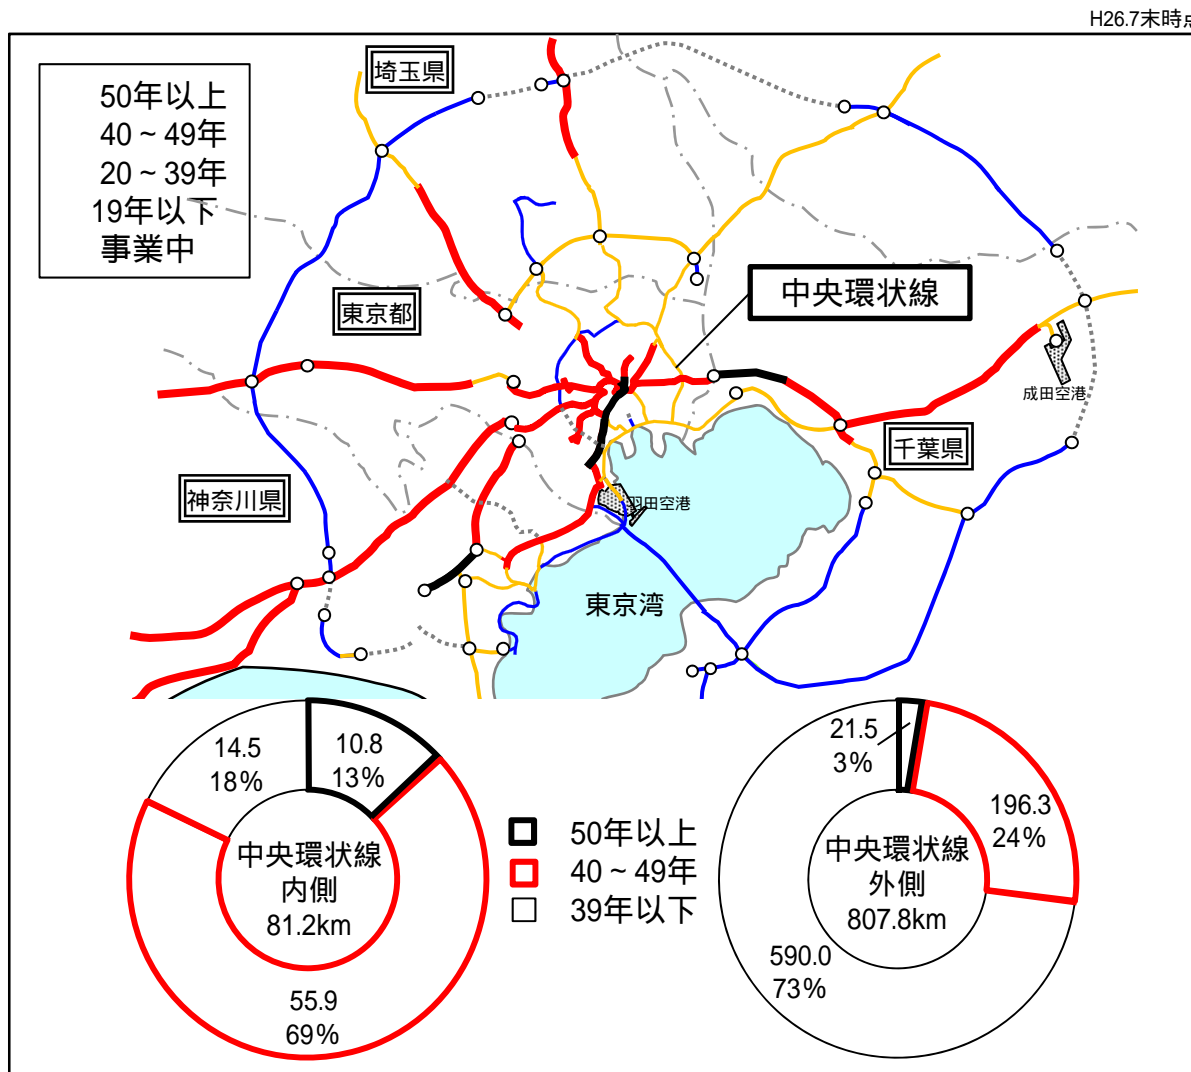 H26.7末時点
埼玉県
50年以上
40～49年
20～39年
19年以下
事業中
中央環状線
東京都
成田空港
千葉県
神奈川県
羽田空港
東京湾
14.5
18%
10.8
13%
中央環状線
内側
81.2km
55.9
69%
50年以上
40～49年
39年以下
21.5
3%
196.3
24%
中央環状線
外側
807.8km
590.0
73%